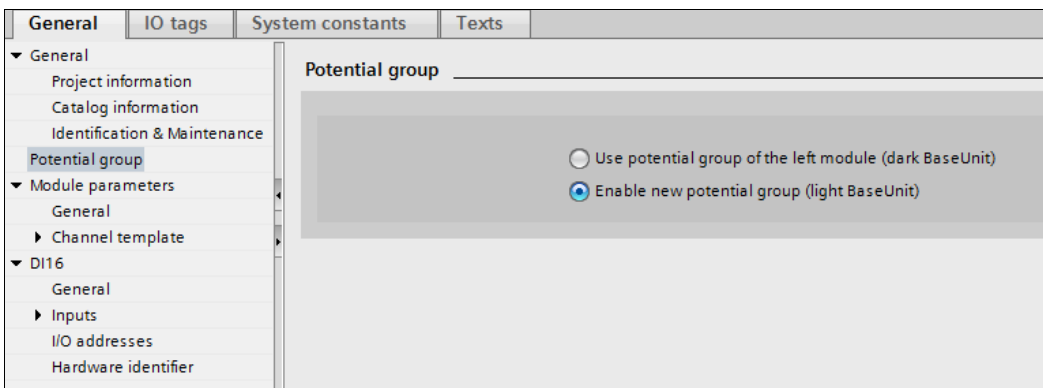 General IO tags System constants Texts
General
Project information
Catalog information
Identification & Maintenance
Potential group
Module parameters
General
Channel template
DI16
General
Inputs
I/O addresses
Hardware identifier
Potential group
Use potential group of the left module (dark BaseUnit)
Enable new potential group (light BaseUnit)